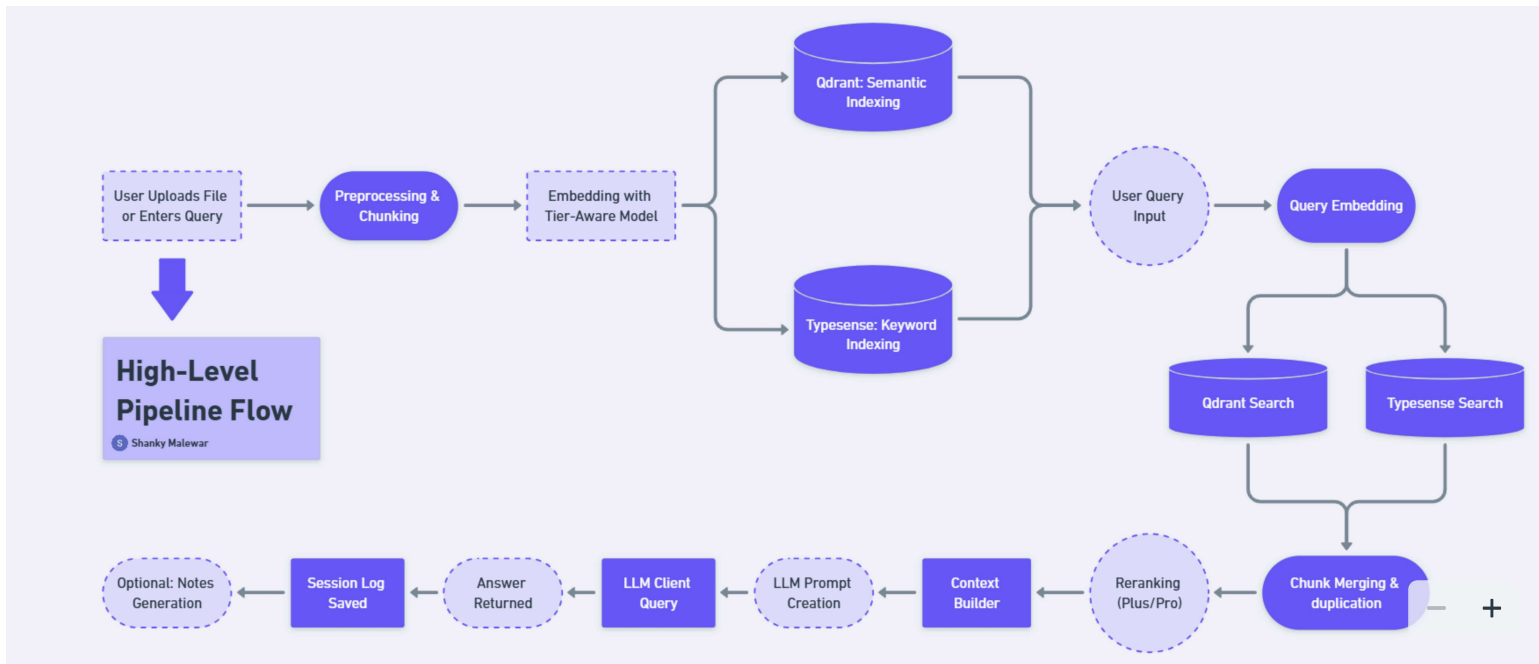 User Uploads File
or Enters Query
Preprocessing &
Chunking
Embedding with
Tier-Aware Model
Qdrant: Semantic
Indexing
Typesense: Keyword
Indexing
User Query
Input
Query Embedding
Qdrant Search
Typesense Search
Chunk Merging &
duplication
Reranking
(Plus/Pro)
Context
Builder
LLM Prompt
Creation
LLM Client
Query
Answer
Returned
Session Log
Saved
Optional: Notes
Generation
High-Level
Pipeline Flow
S Shanky Malewar